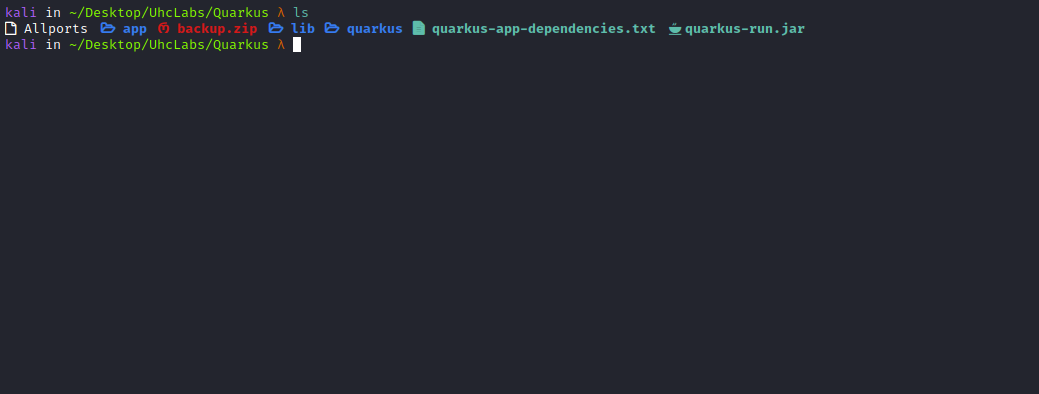 kali in ~/Desktop/UhcLabs/Quarkus λ ls
Allports app backup.zip lib quarkus quarkus-app-dependencies.txt quarkus-run.jar
kali in ~/Desktop/UhcLabs/Quarkus λ